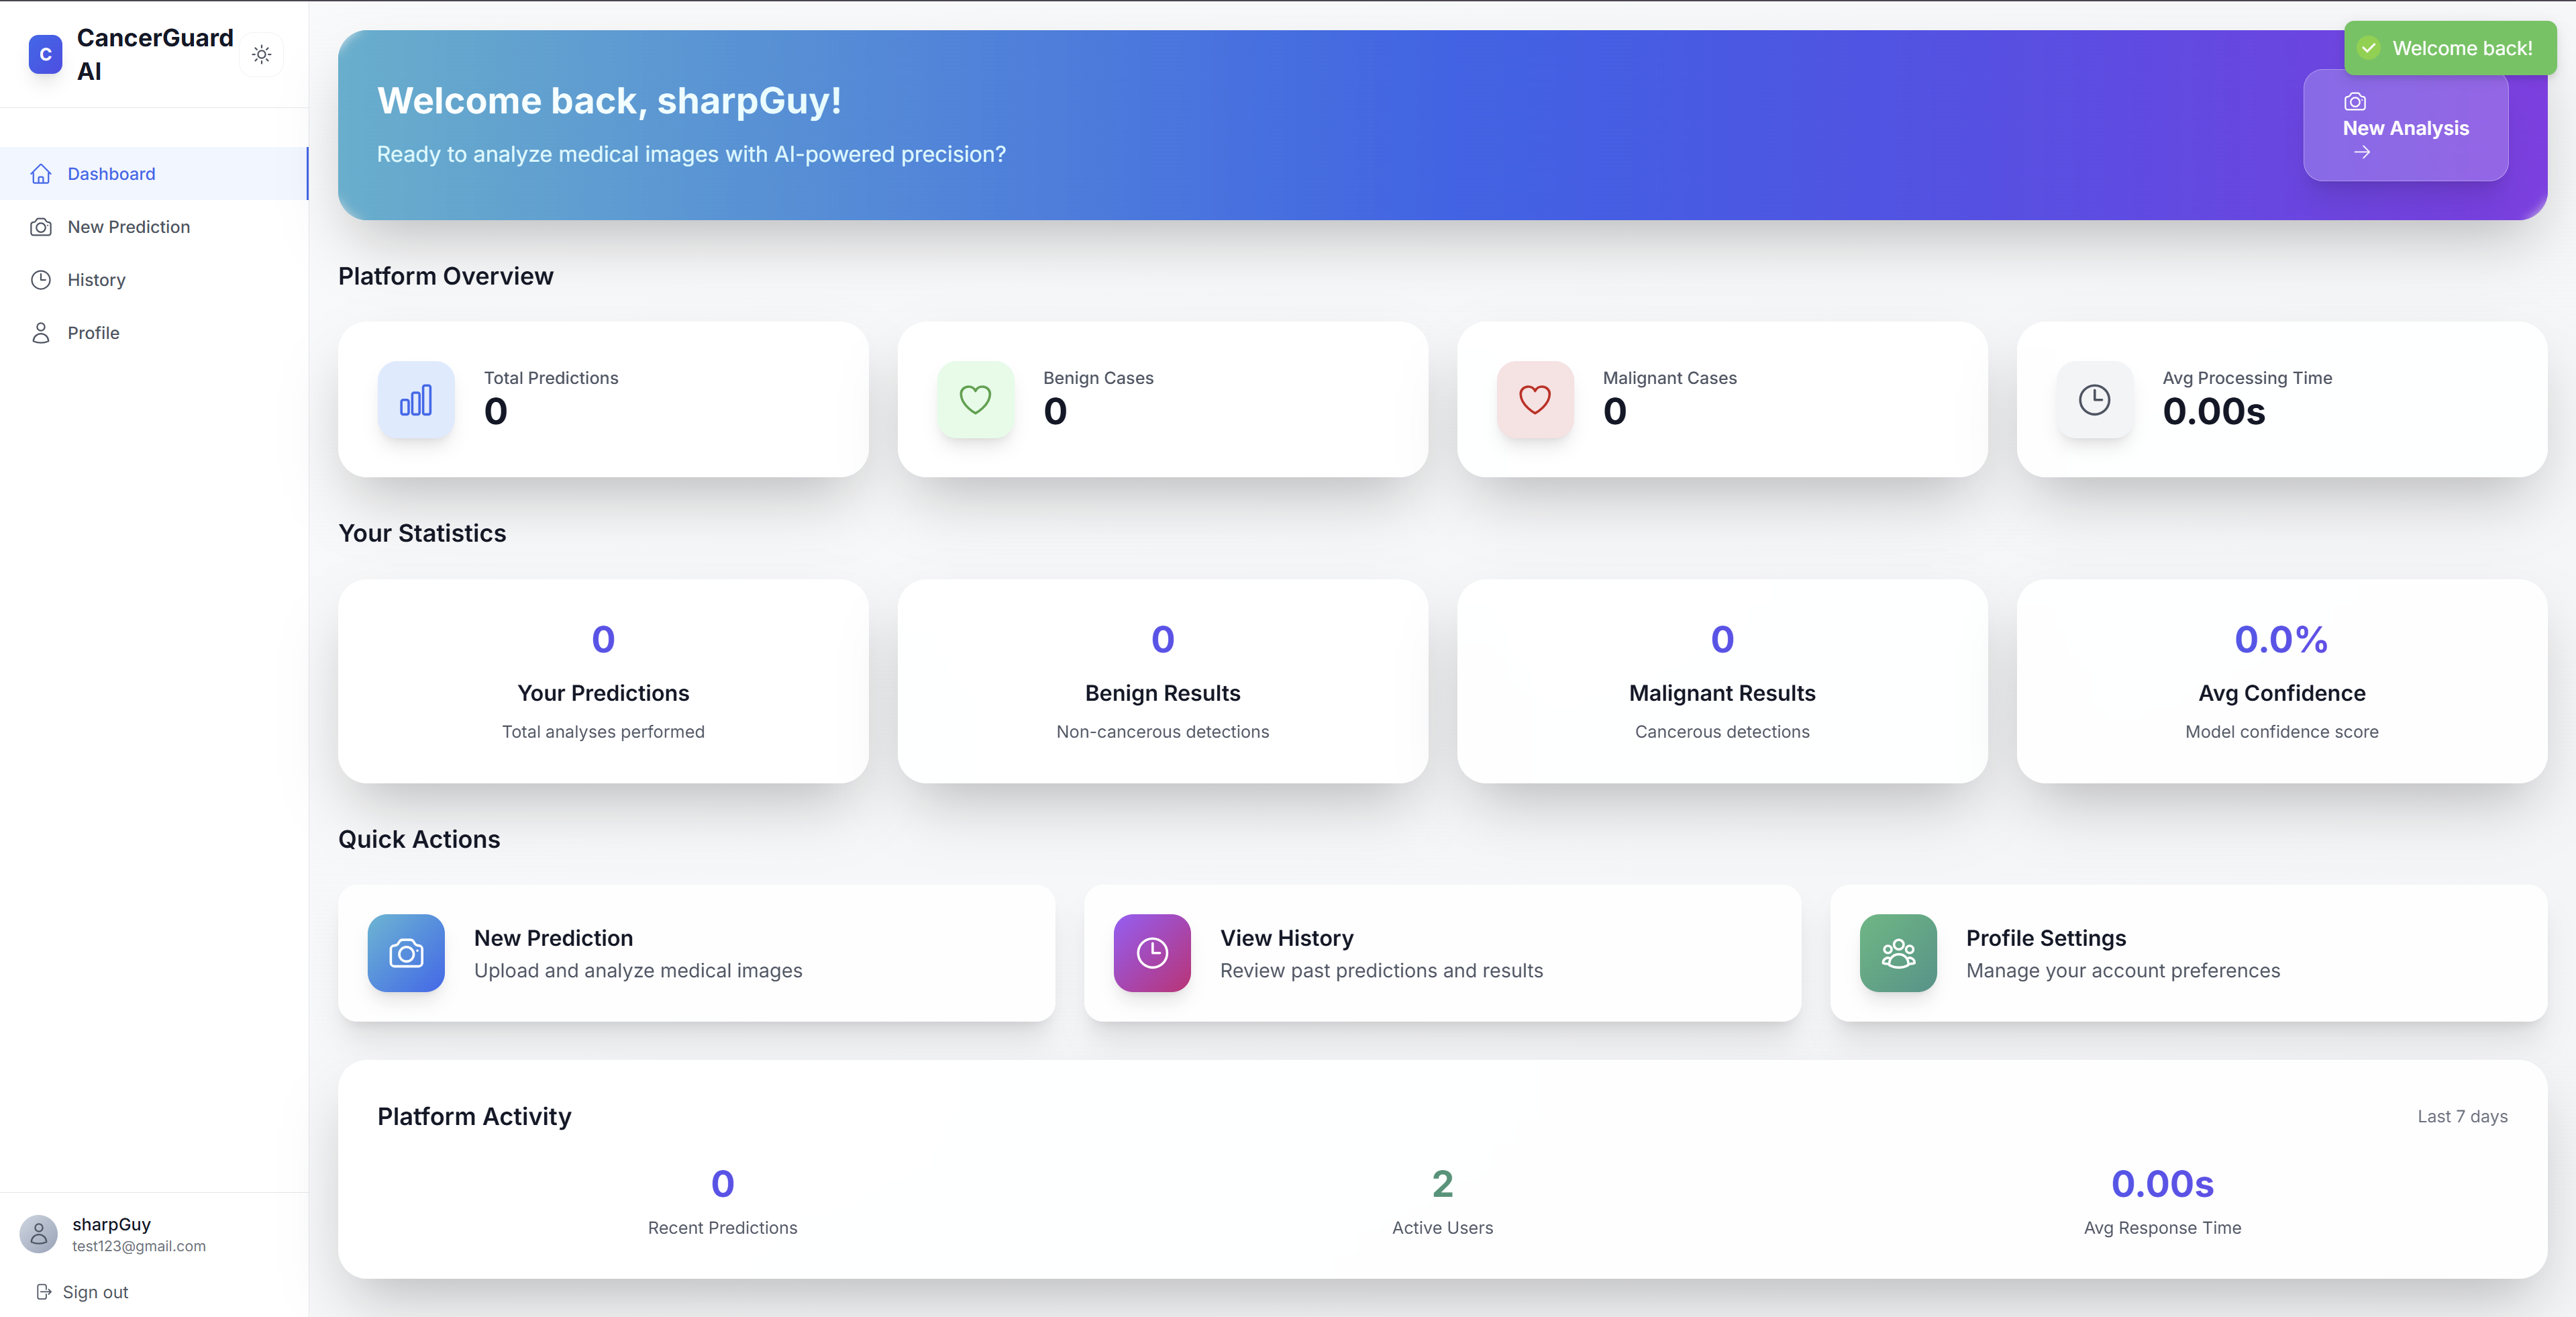 C
CancerGuard
AI
Dashboard
New Prediction
History
Profile
sharpGuy
test123@gmail.com
Sign out
Welcome back!
Welcome back, sharpGuy!
Ready to analyze medical images with AI-powered precision?
New Analysis
Platform Overview
Total Predictions
0
Benign Cases
0
Malignant Cases
0
Avg Processing Time
0.00s
Your Statistics
0
Your Predictions
Total analyses performed
0
Benign Results
Non-cancerous detections
0
Malignant Results
Cancerous detections
0.0%
Avg Confidence
Model confidence score
Quick Actions
New Prediction
Upload and analyze medical images
View History
Review past predictions and results
Profile Settings
Manage your account preferences
Platform Activity
Last 7 days
0
Recent Predictions
2
Active Users
0.00s
Avg Response Time